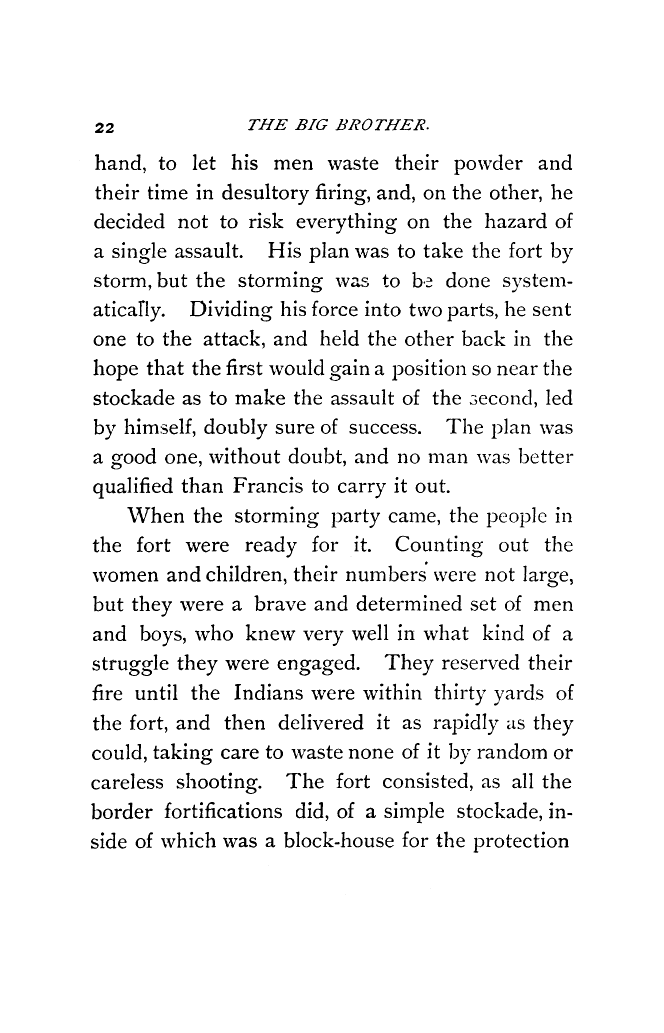 22 THE BIG BROTHER.
hand, to let his men waste their powder and
their time in desultory firing, and, on the other, he
decided not to risk everything on the hazard of
a single assault. His plan was to take the fort by
storm, but the storming was to be done system-
atically. Dividing his force into two parts, he sent
one to the attack, and held the other back in the
hope that the first would gain a position so near the
stockade as to make the assault of the second, led
by himself, doubly sure of success. The plan was
a good one, without doubt, and no man was better
qualified than Francis to carry it out.
When the storming party came, the people in
the fort were ready for it. Counting out the
women and children, their numbers were not large,
but they were a brave and determined set of men
and boys, who knew very well in what kind of a
struggle they were engaged. They reserved their
fire until the Indians were within thirty yards of
the fort, and then delivered it as rapidly as they
could, taking care to waste none of it by random or
careless shooting. The fort consisted, as all the
border fortifications did, of a simple stockade, in-
side of which was a block-house for the protection